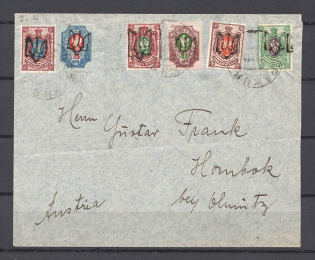 Herrn Gustav Frank
Hombok
bei Olmütz
Austria